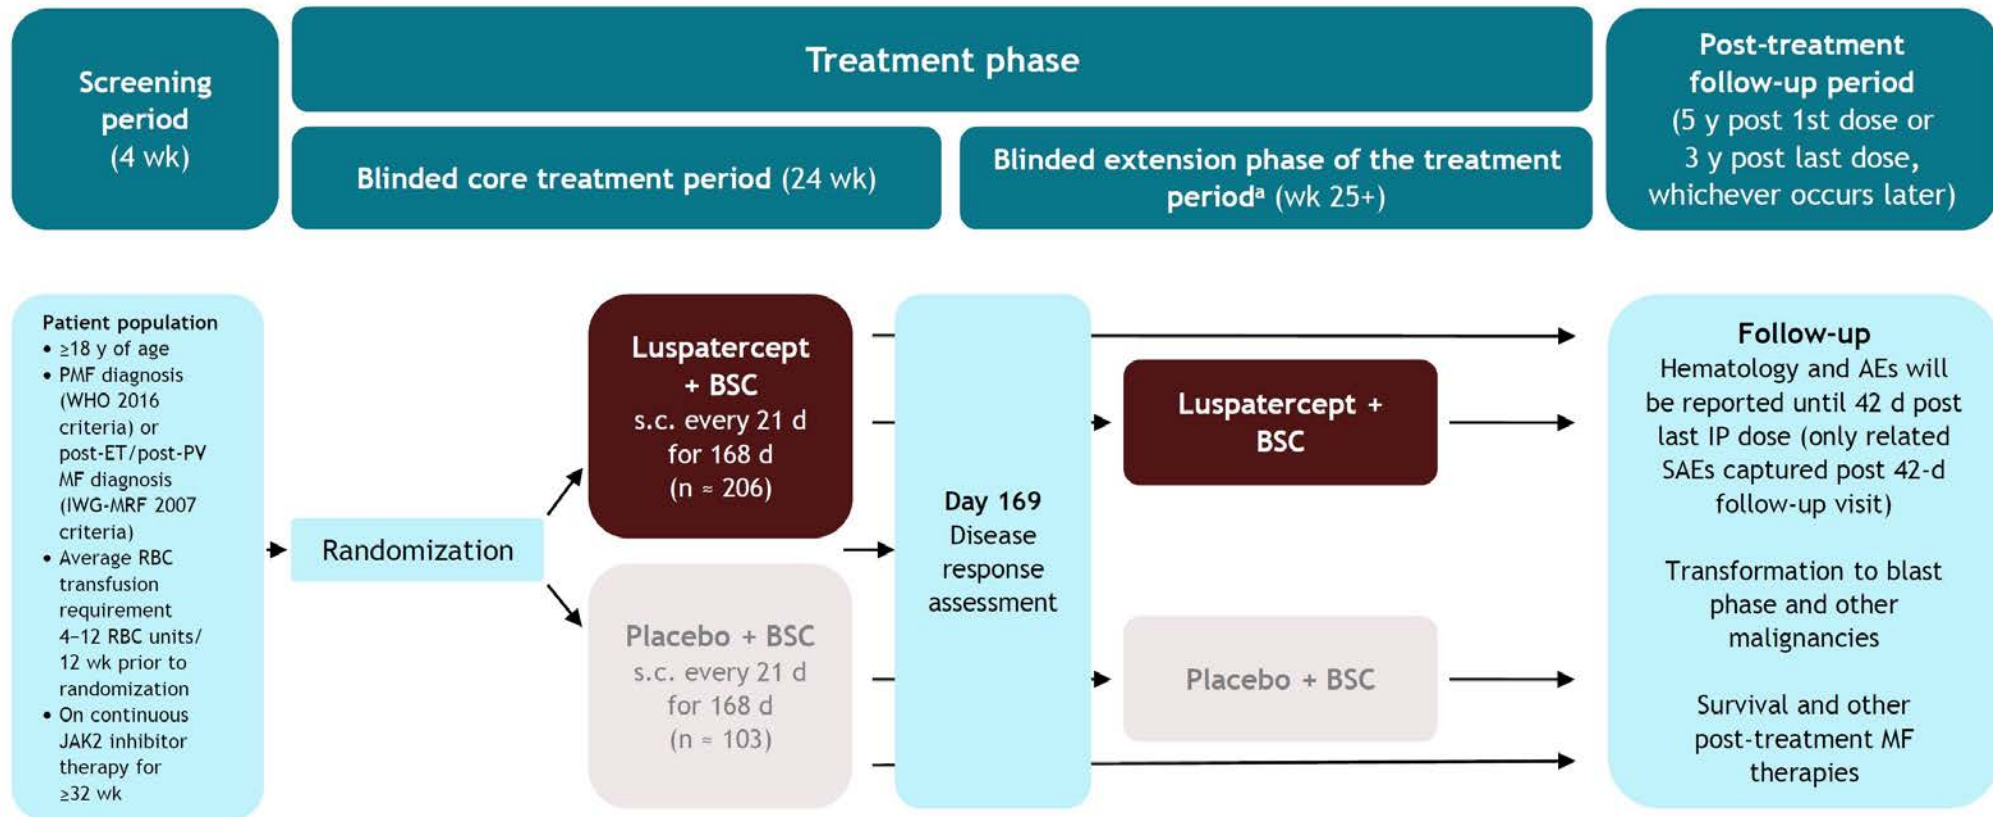 Screening
period
(4 wk)
Treatment phase
Blinded core treatment period (24 wk)
Blinded extension phase of the treatment
periodᵃ (wk 25+)
Post-treatment
follow-up period
(5 y post 1st dose or
3 y post last dose,
whichever occurs later)
Patient population
• ≥18 y of age
• PMF diagnosis
(WHO 2016
criteria) or
post-ET/post-PV
MF diagnosis
(IWG-MRF 2007
criteria)
• Average RBC
transfusion
requirement
4–12 RBC units/
12 wk prior to
randomization
• On continuous
JAK2 inhibitor
therapy for
≥32 wk
Randomization
Luspatercept
+ BSC
s.c. every 21 d
for 168 d
(n ≈ 206)
Placebo + BSC
s.c. every 21 d
for 168 d
(n ≈ 103)
Day 169
Disease
response
assessment
Luspatercept +
BSC
Placebo + BSC
Follow-up
Hematology and AEs will
be reported until 42 d post
last IP dose (only related
SAEs captured post 42-d
follow-up visit)
Transformation to blast
phase and other
malignancies
Survival and other
post-treatment MF
therapies